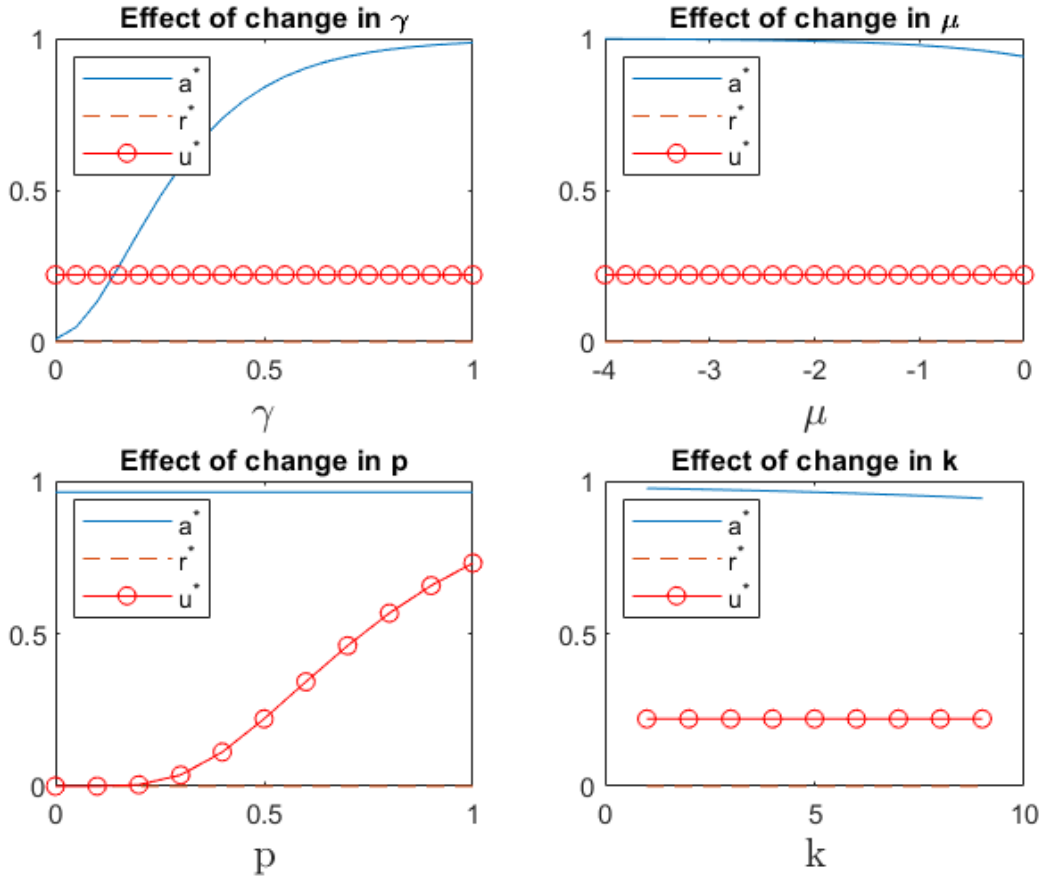 Effect of change in γ
1
0.5
0
a*
r*
u*
0
0.5
1
γ
Effect of change in μ
1
0.5
0
a*
r*
u*
-4
-3
-2
-1
0
μ
Effect of change in p
1
0.5
0
a*
r*
u*
0
0.5
1
p
Effect of change in k
1
0.5
0
a*
r*
u*
0
5
10
k